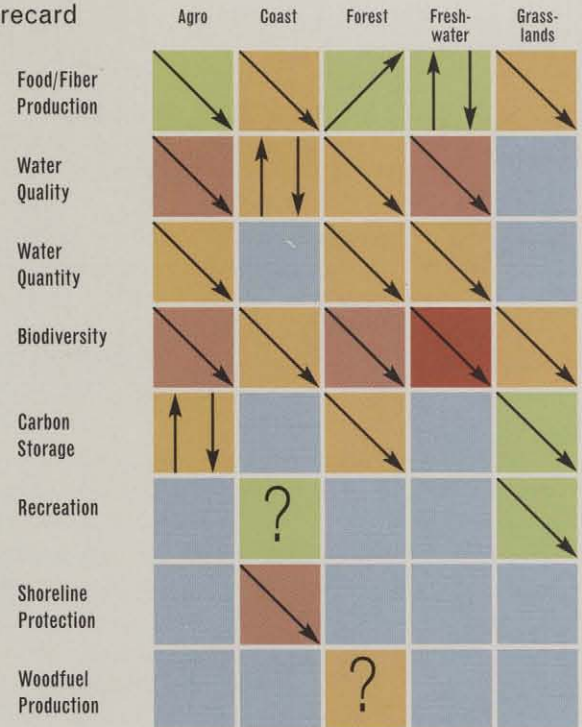 recard
Agro Coast Forest Fresh- Grass-
water lands
Food/Fiber
Production
Water
Quality
Water
Quantity
Biodiversity
Carbon
Storage
Recreation
?
Shoreline
Protection
Woodfuel
Production
?